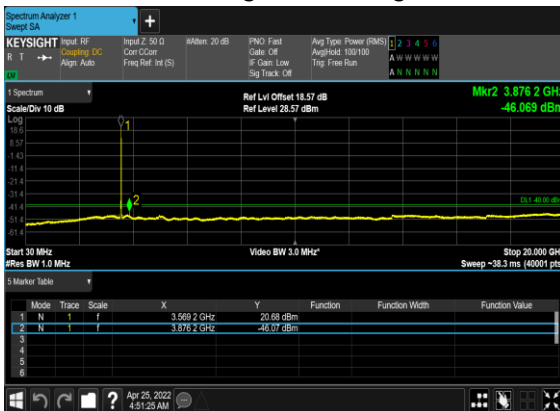 Spectrum Analyzer 1
Swept SA
KEYSIGHT Input: RF Input Z: 50 Ω #Atten: 20 dB PNO: Fast Avg Type: Power (RMS) 1 2 3 4 5 6
R T Coupling: DC Corr CCorr Gate: Off Avg|Hold: 100/100 A W W W W W
Align: Auto Freq Ref: Int (S) IF Gain: Low Trig: Free Run
Sig Track: Off A N N N N N
1 Spectrum Ref Lvl Offset 18.57 dB Mkr2 3.876 2 GHz
Scale/Div 10 dB Ref Level 28.57 dBm -46.069 dBm
Log
18.6
8.57
-1.43
-11.4
-21.4
-31.4
-41.4
-51.4
-61.4
1
2
DL1 -40.00 dBm
Start 30 MHz Video BW 3.0 MHz* Stop 20.000 GH
#Res BW 1.0 MHz Sweep ~38.3 ms (40001 pts
5 Marker Table
Mode Trace Scale X Y Function Function Width Function Value
1 N 1 f 3.569 2 GHz 20.68 dBm
2 N 1 f 3.876 2 GHz -46.07 dBm
3
4
5
6
? Apr 25, 2022
4:51:25 AM